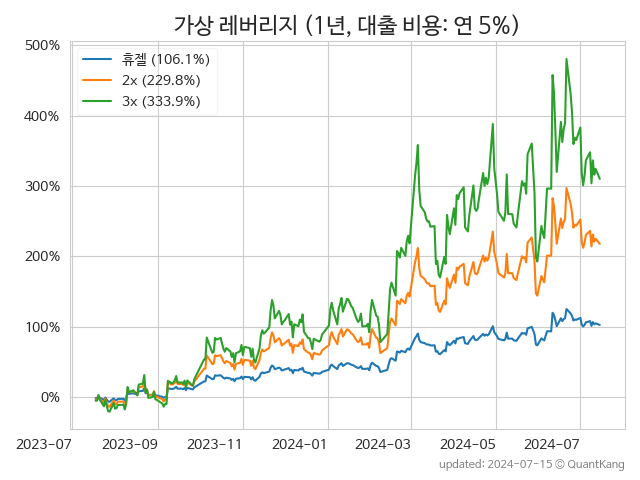 가상 레버리지 (1년, 대출 비용: 연 5%)
500%
400%
300%
200%
100%
0%
휴젤 (106.1%)
2x (229.8%)
3x (333.9%)
2023-07
2023-09
2023-11
2024-01
2024-03
2024-05
2024-07
updated: 2024-07-15 © QuantKang